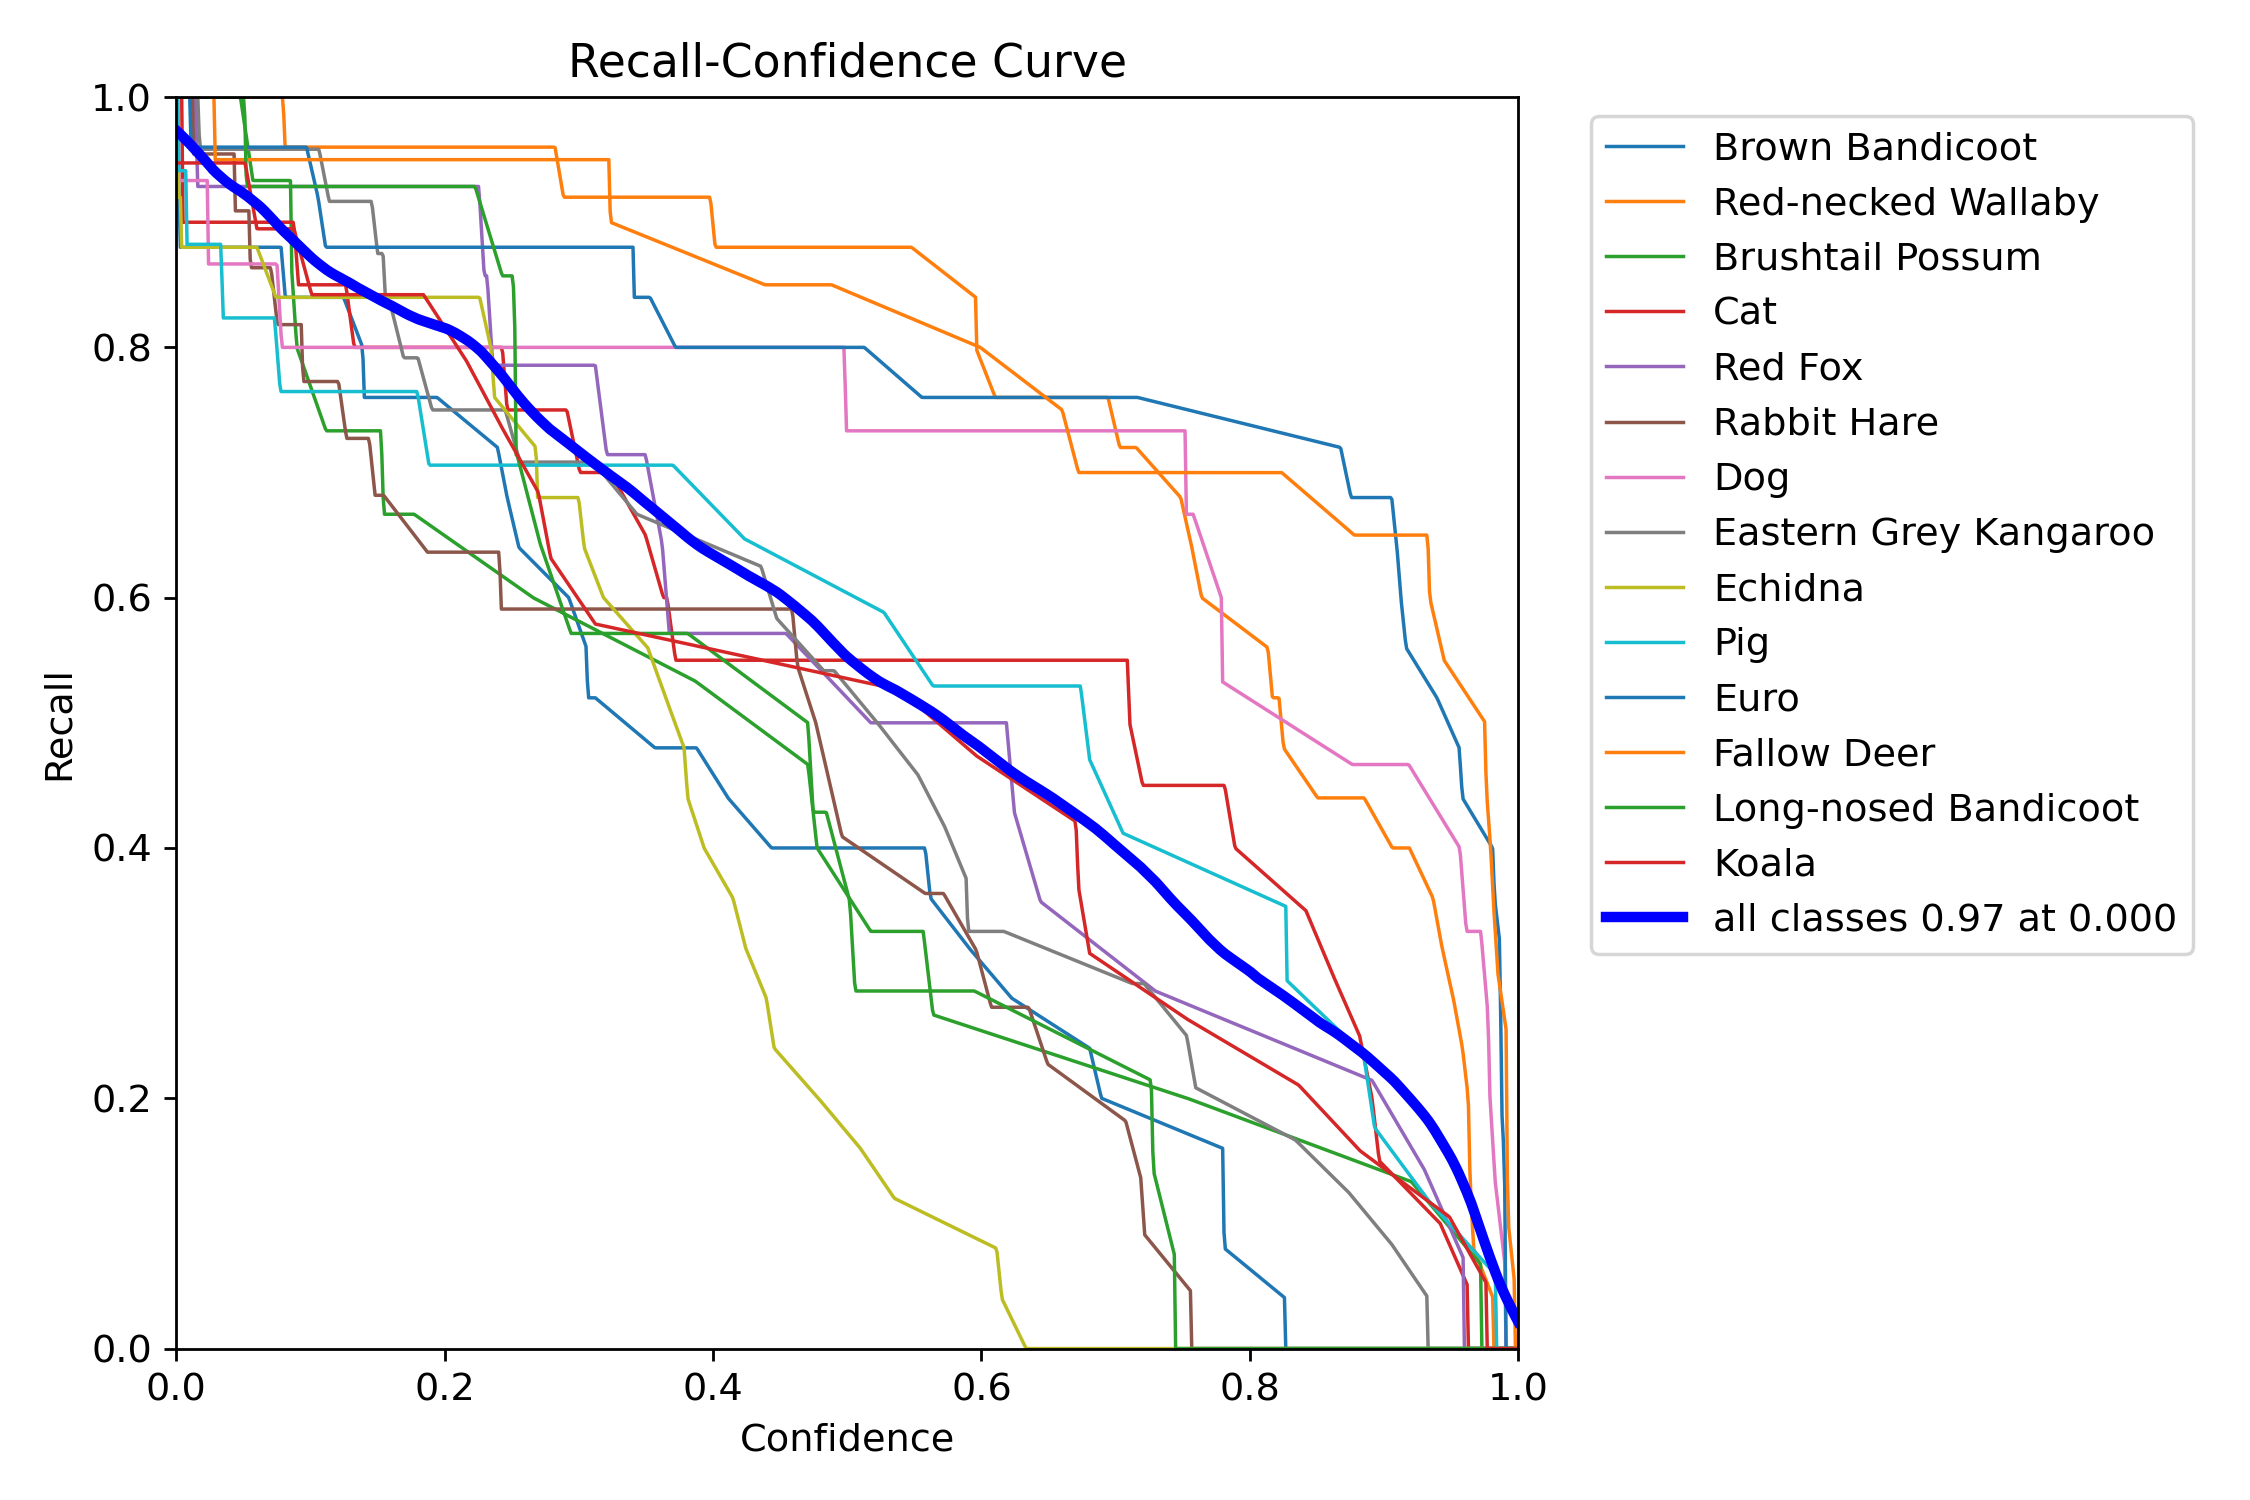 Recall-Confidence Curve
1.0
0.8
0.6
0.4
0.2
0.0
Recall
0.0
0.2
0.4
0.6
0.8
1.0
Confidence
Brown Bandicoot
Red-necked Wallaby
Brushtail Possum
Cat
Red Fox
Rabbit Hare
Dog
Eastern Grey Kangaroo
Echidna
Pig
Euro
Fallow Deer
Long-nosed Bandicoot
Koala
all classes 0.97 at 0.000